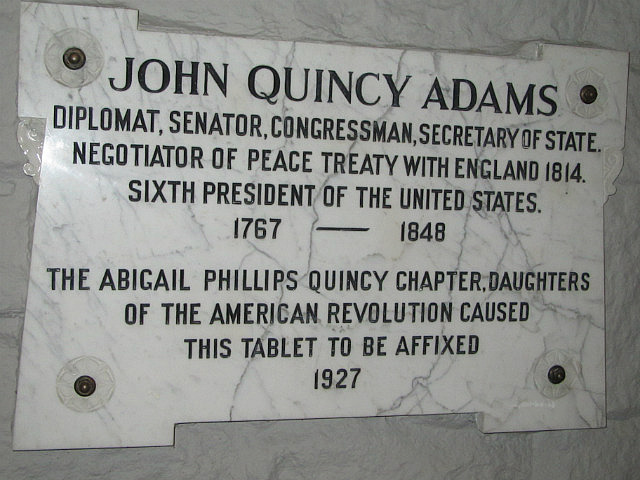 JOHN QUINCY ADAMS
DIPLOMAT, SENATOR, CONGRESSMAN, SECRETARY OF STATE.
NEGOTIATOR OF PEACE TREATY WITH ENGLAND 1814.
SIXTH PRESIDENT OF THE UNITED STATES.
1767 — 1848
THE ABIGAIL PHILLIPS QUINCY CHAPTER, DAUGHTERS
OF THE AMERICAN REVOLUTION CAUSED
THIS TABLET TO BE AFFIXED
1927